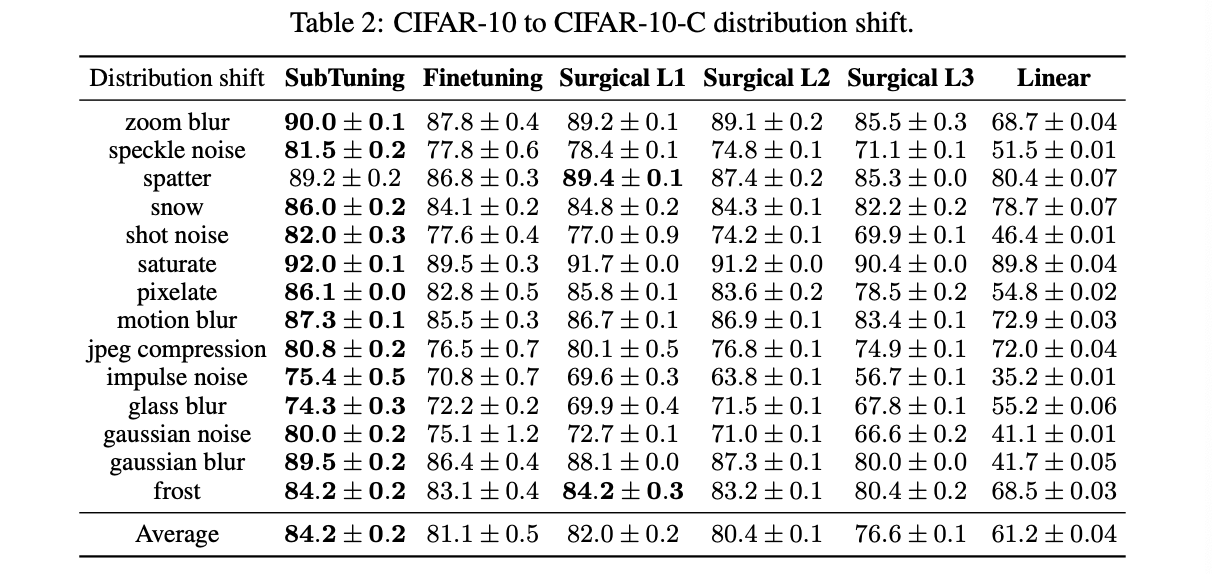 Table 2: CIFAR-10 to CIFAR-10-C distribution shift.
Distribution shift SubTuning Finetuning Surgical L1 Surgical L2 Surgical L3 Linear
zoom blur 90.0 ± 0.1 87.8 ± 0.4 89.2 ± 0.1 89.1 ± 0.2 85.5 ± 0.3 68.7 ± 0.04
speckle noise 81.5 ± 0.2 77.8 ± 0.6 78.4 ± 0.1 74.8 ± 0.1 71.1 ± 0.1 51.5 ± 0.01
spatter 89.2 ± 0.2 86.8 ± 0.3 89.4 ± 0.1 87.4 ± 0.2 85.3 ± 0.0 80.4 ± 0.07
snow 86.0 ± 0.2 84.1 ± 0.2 84.8 ± 0.2 84.3 ± 0.1 82.2 ± 0.2 78.7 ± 0.07
shot noise 82.0 ± 0.3 77.6 ± 0.4 77.0 ± 0.9 74.2 ± 0.1 69.9 ± 0.1 46.4 ± 0.01
saturate 92.0 ± 0.1 89.5 ± 0.3 91.7 ± 0.0 91.2 ± 0.0 90.4 ± 0.0 89.8 ± 0.04
pixelate 86.1 ± 0.0 82.8 ± 0.5 85.8 ± 0.1 83.6 ± 0.2 78.5 ± 0.2 54.8 ± 0.02
motion blur 87.3 ± 0.1 85.5 ± 0.3 86.7 ± 0.1 86.9 ± 0.1 83.4 ± 0.1 72.9 ± 0.03
jpeg compression 80.8 ± 0.2 76.5 ± 0.7 80.1 ± 0.5 76.8 ± 0.1 74.9 ± 0.1 72.0 ± 0.04
impulse noise 75.4 ± 0.5 70.8 ± 0.7 69.6 ± 0.3 63.8 ± 0.1 56.7 ± 0.1 35.2 ± 0.01
glass blur 74.3 ± 0.3 72.2 ± 0.2 69.9 ± 0.4 71.5 ± 0.1 67.8 ± 0.1 55.2 ± 0.06
gaussian noise 80.0 ± 0.2 75.1 ± 1.2 72.7 ± 0.1 71.0 ± 0.1 66.6 ± 0.2 41.1 ± 0.01
gaussian blur 89.5 ± 0.2 86.4 ± 0.4 88.1 ± 0.0 87.3 ± 0.1 80.0 ± 0.0 41.7 ± 0.05
frost 84.2 ± 0.2 83.1 ± 0.4 84.2 ± 0.3 83.2 ± 0.1 80.4 ± 0.2 68.5 ± 0.03
Average 84.2 ± 0.2 81.1 ± 0.5 82.0 ± 0.2 80.4 ± 0.1 76.6 ± 0.1 61.2 ± 0.04